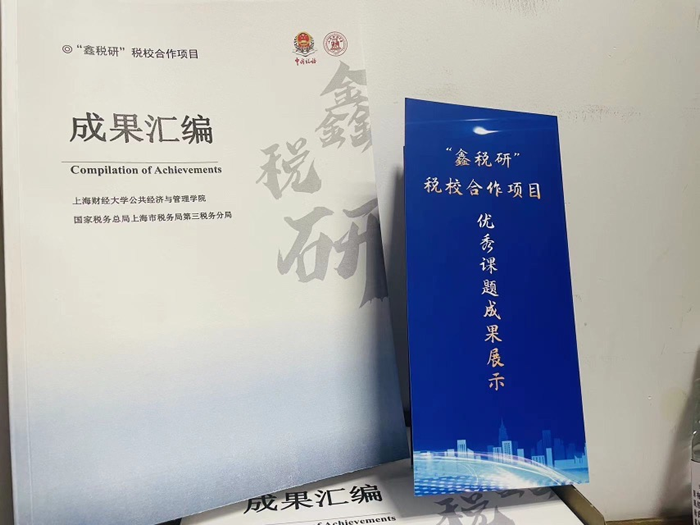 ◎“鑫税研”税校合作项目
中国税务
成果汇编
Compilation of Achievements
上海财经大学公共经济与管理学院
国家税务总局上海市税务局第三税务分局
鑫
税
研
“鑫税研”
税校合作项目
优秀课题成果展示
成果汇编
Compilation of Achievements